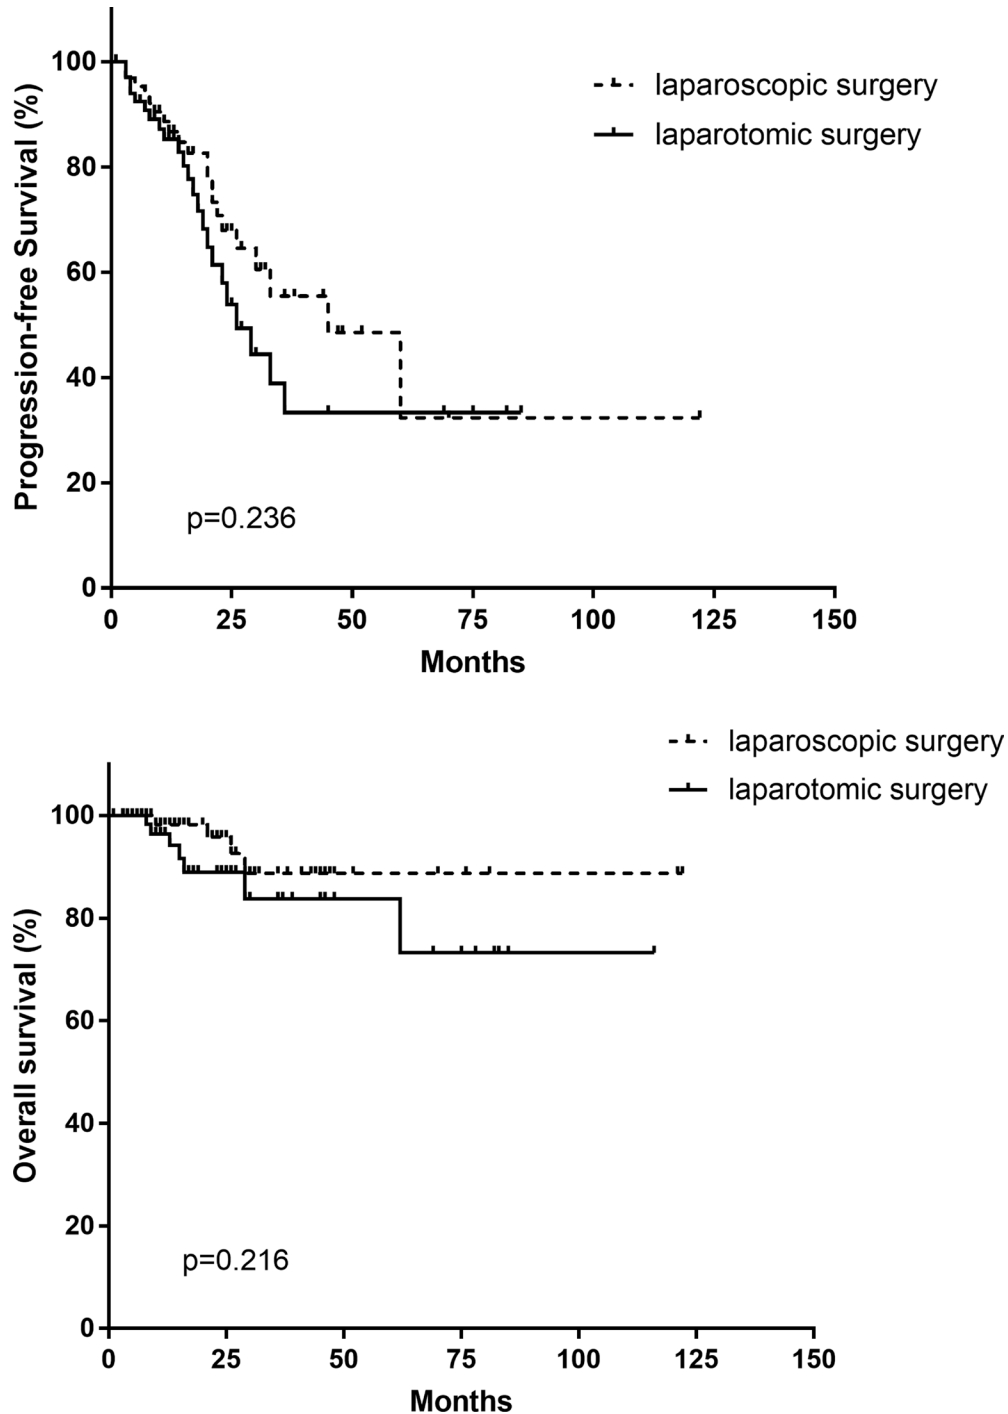 laparoscopic surgery
laparotomic surgery
Progression-free Survival (%)
100
80
60
40
20
0
p=0.236
0 25 50 75 100 125 150
Months
laparoscopic surgery
laparotomic surgery
Overall survival (%)
100
80
60
40
20
0
p=0.216
0 25 50 75 100 125 150
Months